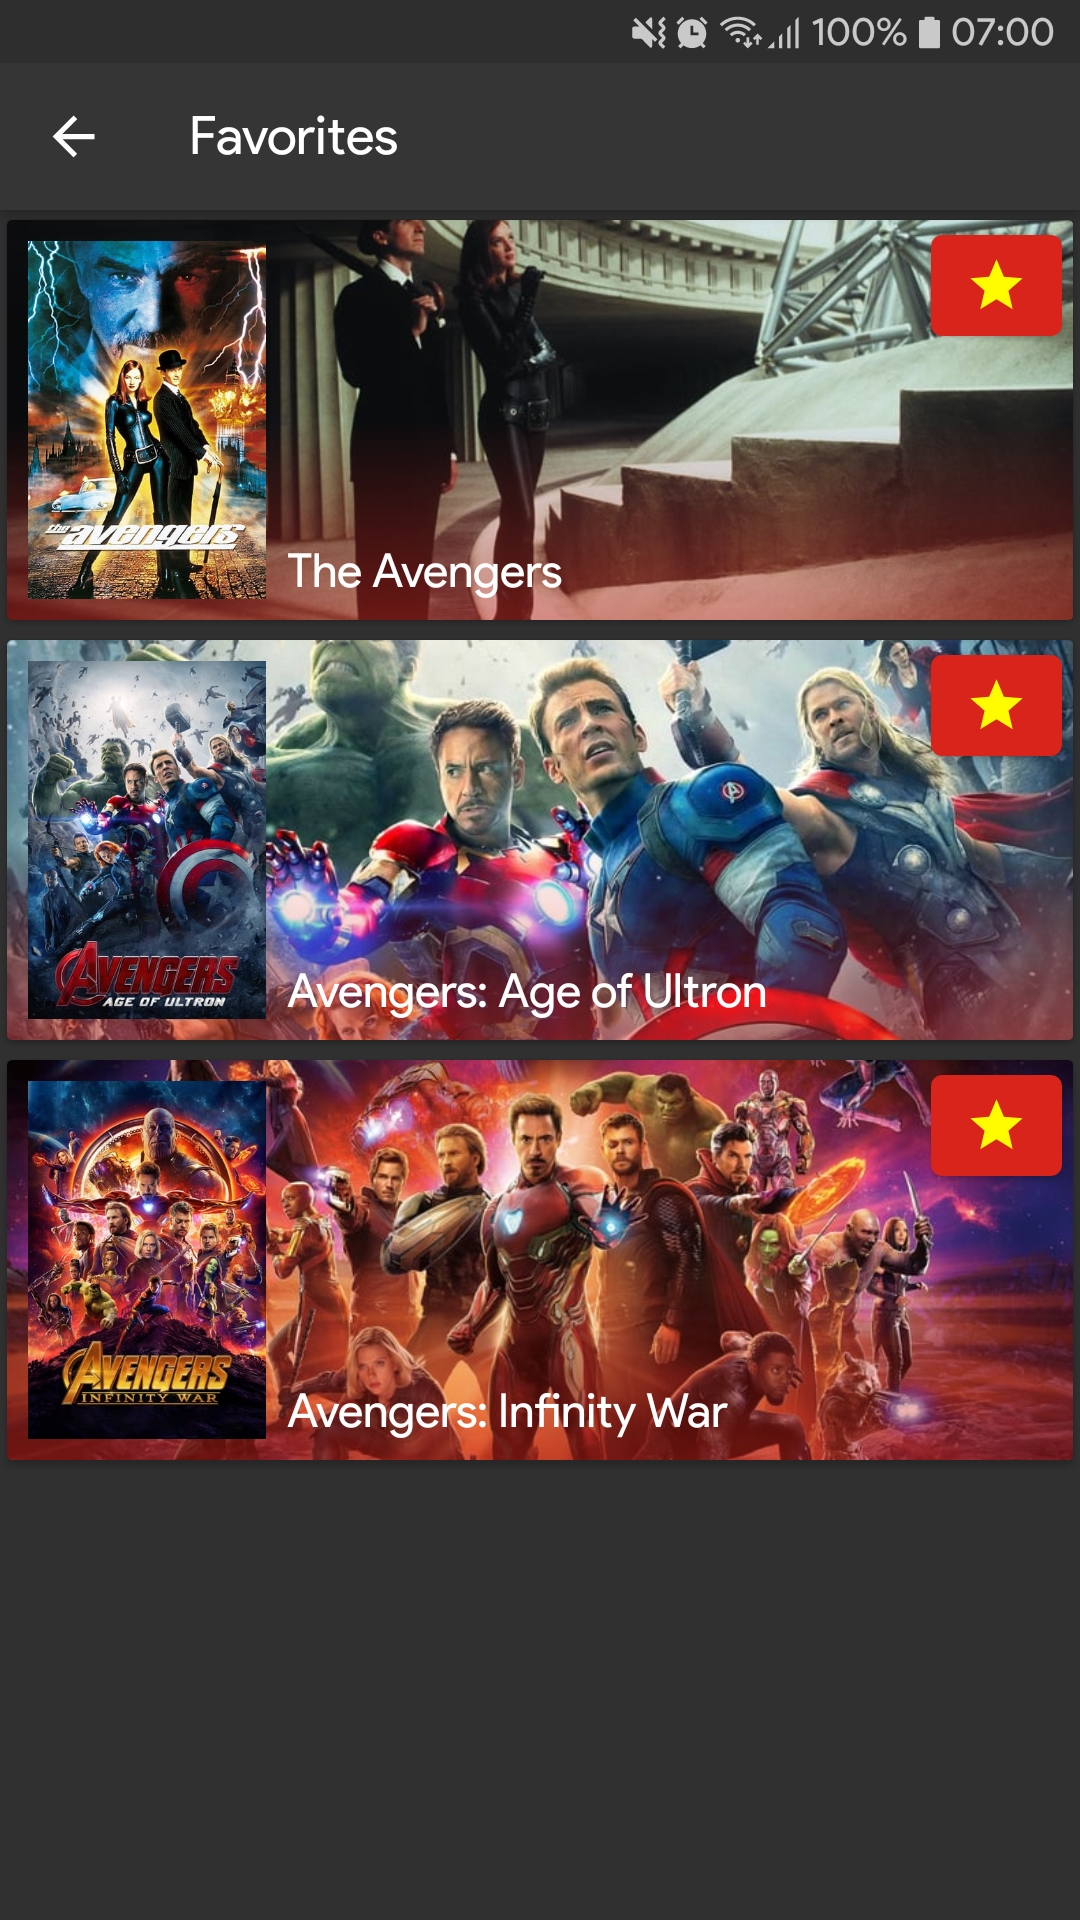 100% 07:00
Favorites
the avengers
The Avengers
AVENGERS
AGE OF ULTRON
Avengers: Age of Ultron
AVENGERS
INFINITY WAR
Avengers: Infinity War